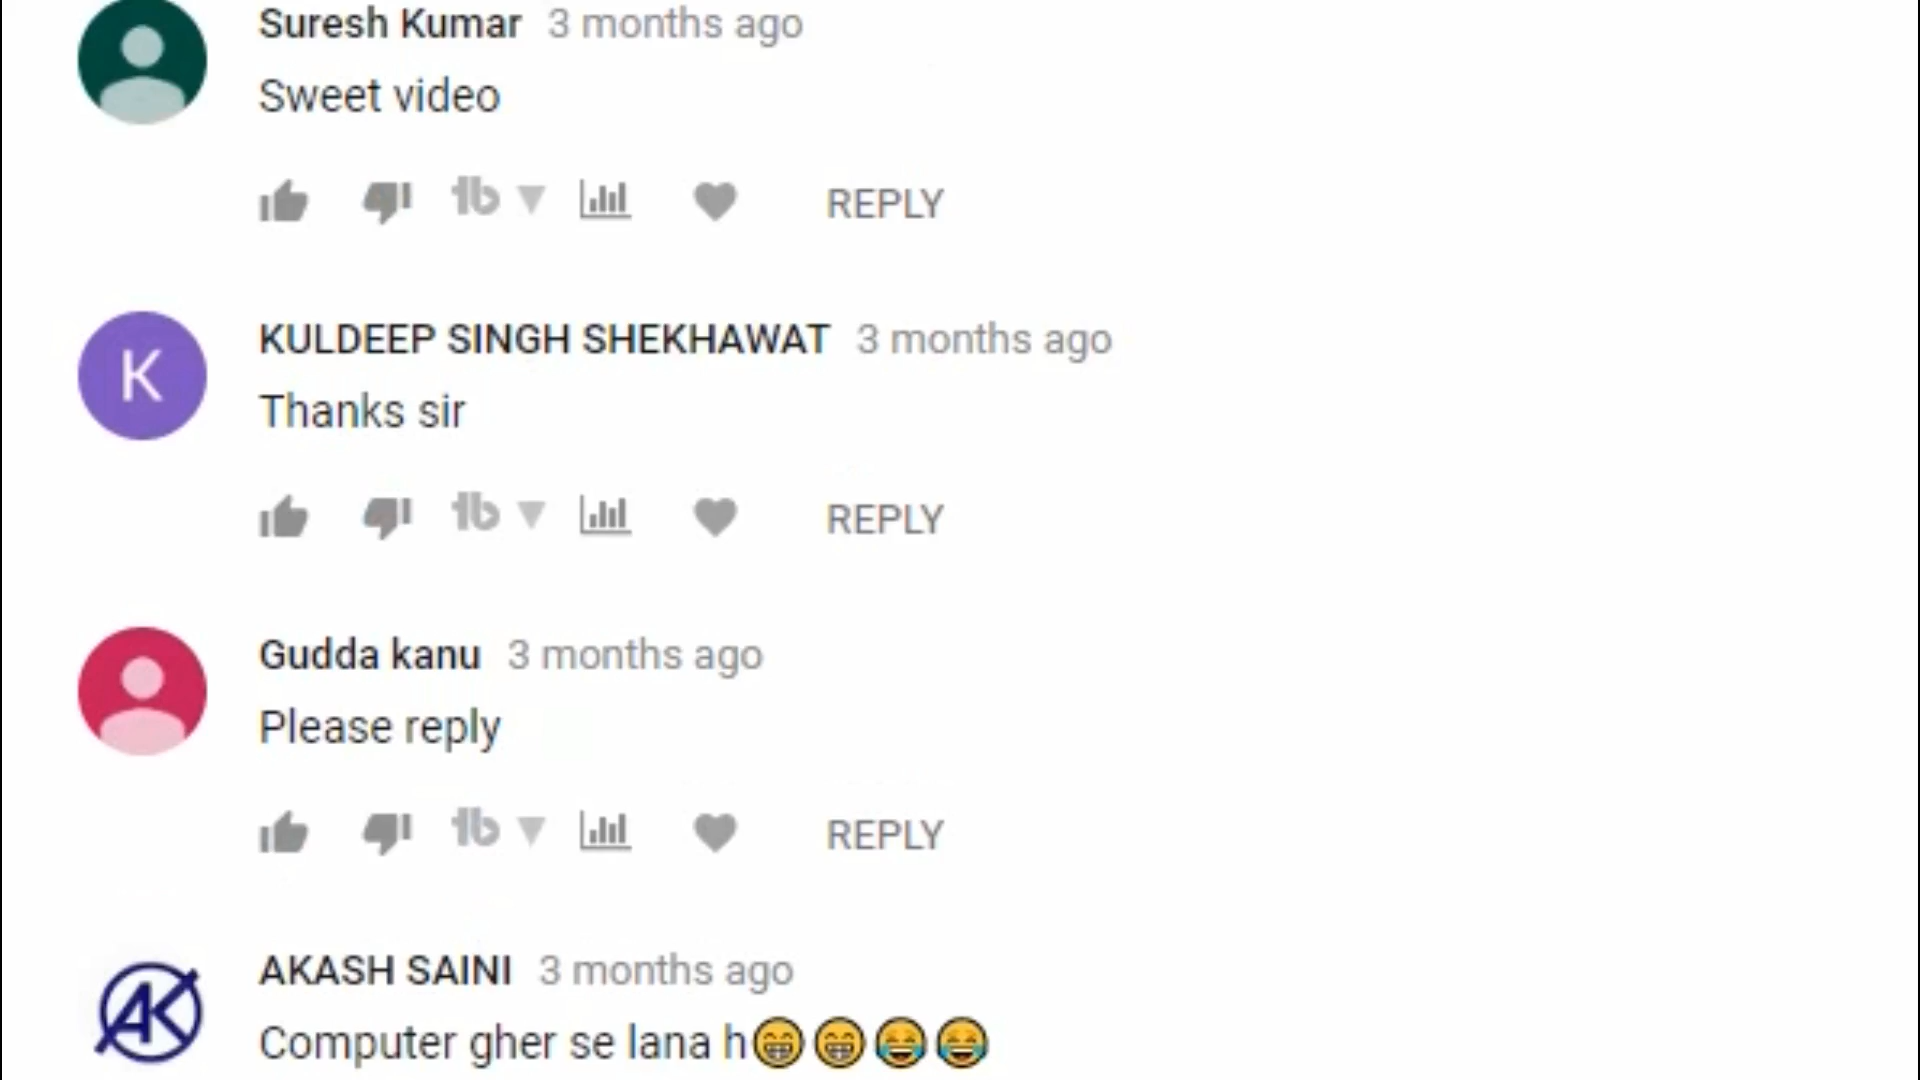 Suresh Kumar 3 months ago
Sweet video
REPLY
K
KULDEEP SINGH SHEKHAWAT 3 months ago
Thanks sir
REPLY
Gudda kanu 3 months ago
Please reply
REPLY
AK
AKASH SAINI 3 months ago
Computer gher se lana h😁😁😂😂